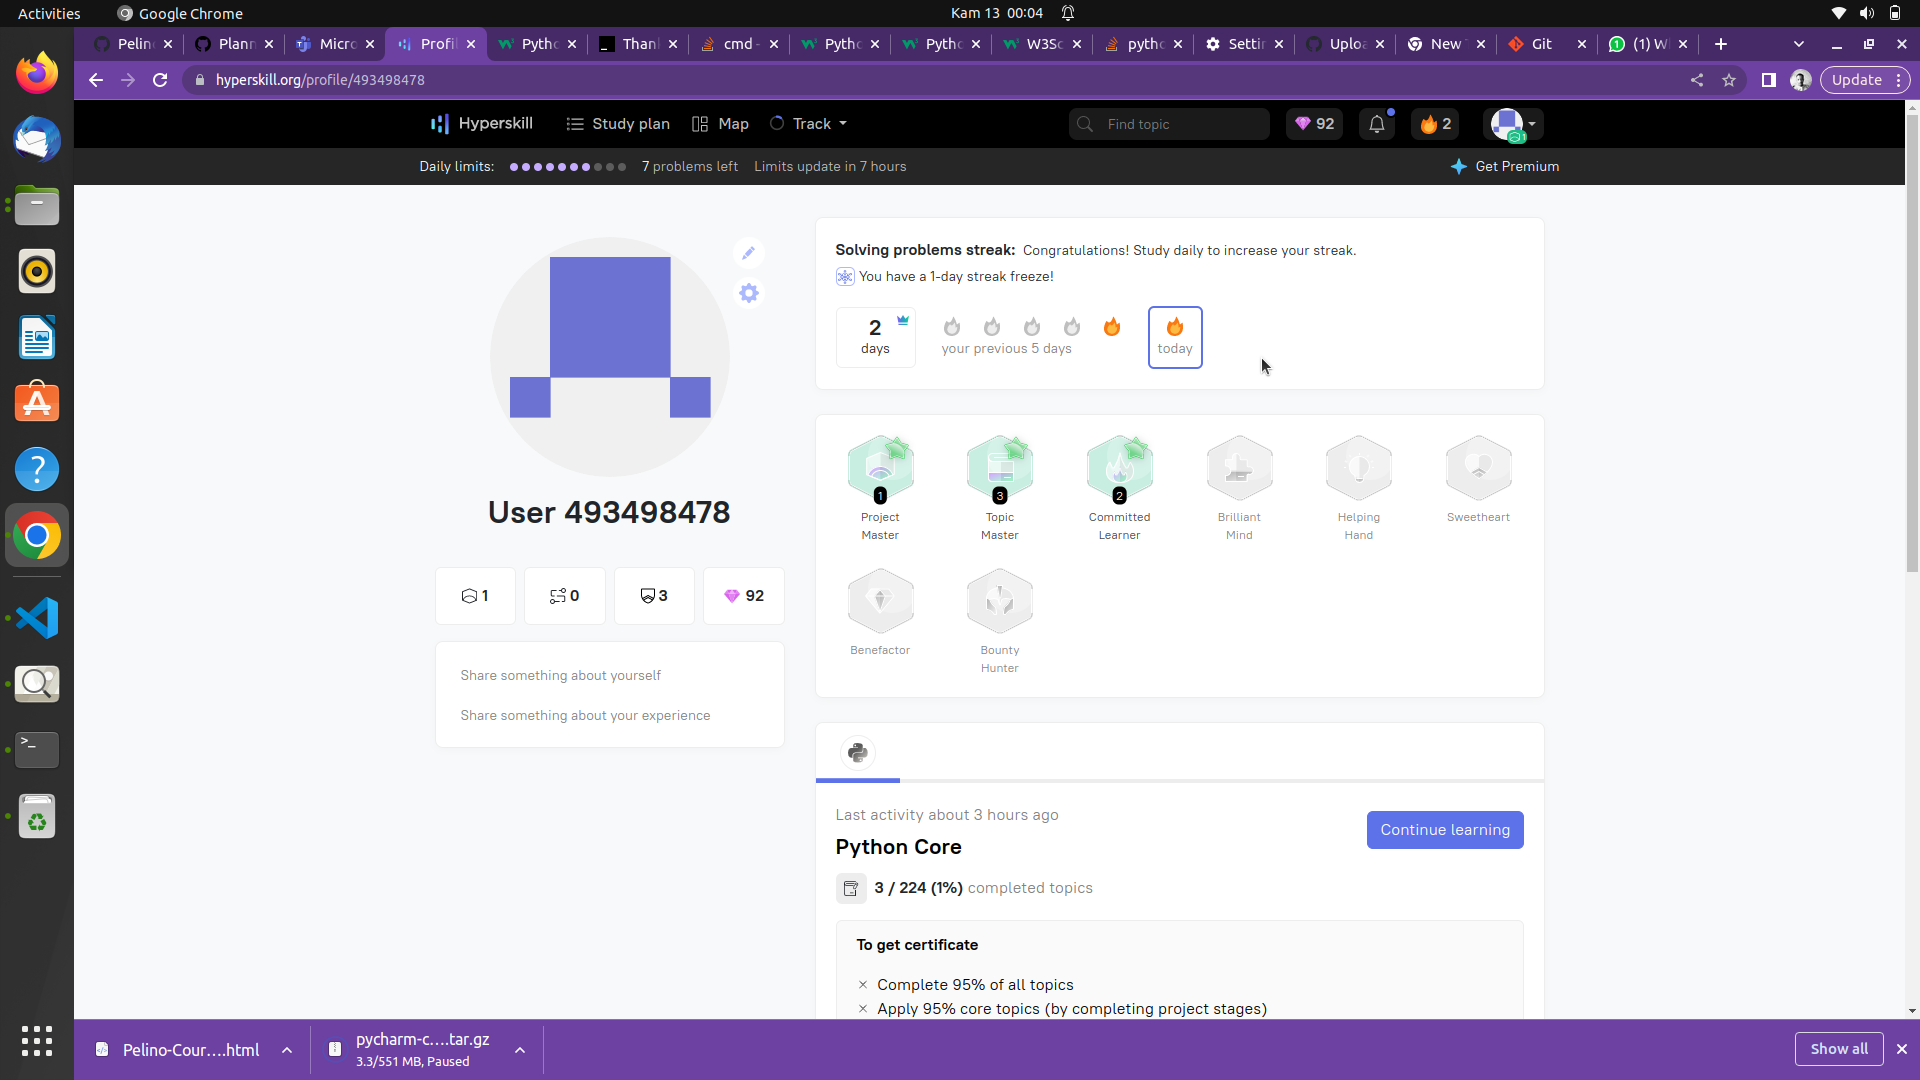 Activities
Google Chrome
Kam 13 00:04
Pelin
Plann
Micro
Profil
Pytho
Than
cmd -
Pytho
Pytho
W3Sc
pytho
Settin
Uploa
New
Git
(1) W
hyperskill.org/profile/493498478
Update
Hyperskill
Study plan
Map
Track
Find topic
92
2
1
Daily limits:
7 problems left
Limits update in 7 hours
Get Premium
Solving problems streak: Congratulations! Study daily to increase your streak.
You have a 1-day streak freeze!
2
days
your previous 5 days
today
User 493498478
1
0
3
92
Share something about yourself
Share something about your experience
1
Project
Master
3
Topic
Master
2
Committed
Learner
Brilliant
Mind
Helping
Hand
Sweetheart
Benefactor
Bounty
Hunter
Last activity about 3 hours ago
Python Core
Continue learning
3 / 224 (1%) completed topics
To get certificate
× Complete 95% of all topics
× Apply 95% core topics (by completing project stages)
Pelino-Cour....html
pycharm-c....tar.gz
3.3/551 MB, Paused
Show all